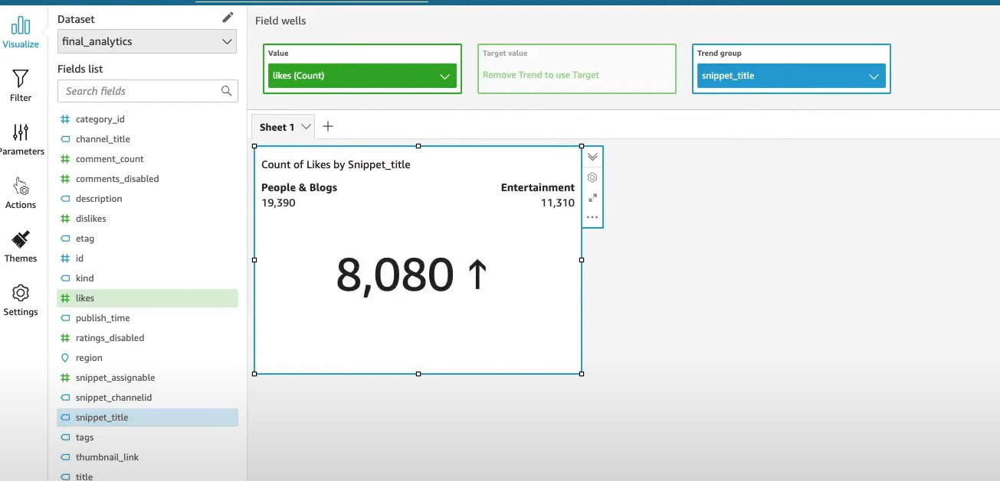 Visualize
Filter
Parameters
Actions
Themes
Settings
Dataset
final_analytics
Fields list
Search fields
category_id
channel_title
comment_count
comments_disabled
description
dislikes
etag
id
kind
likes
publish_time
ratings_disabled
region
snippet_assignable
snippet_channelid
snippet_title
tags
thumbnail_link
title
Field wells
Value
likes (Count)
Target value
Remove Trend to use Target
Trend group
snippet_title
Sheet 1
Count of Likes by Snippet_title
People & Blogs
19,390
Entertainment
11,310
8,080 ↑